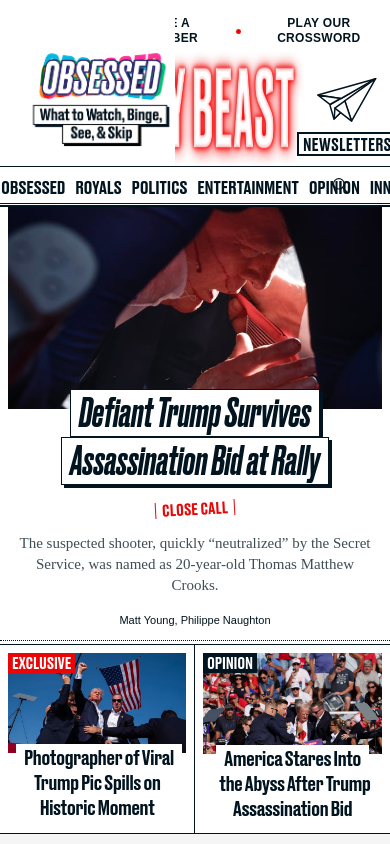 E A
BER
PLAY OUR
CROSSWORD
OBSESSED
What to Watch, Binge,
See, & Skip
Y BEAST
NEWSLETTERS
OBSESSED ROYALS POLITICS ENTERTAINMENT OPINION INN
Defiant Trump Survives
Assassination Bid at Rally
CLOSE CALL
The suspected shooter, quickly “neutralized” by the Secret
Service, was named as 20-year-old Thomas Matthew
Crooks.
Matt Young, Philippe Naughton
EXCLUSIVE
Photographer of Viral
Trump Pic Spills on
Historic Moment
OPINION
America Stares Into
the Abyss After Trump
Assassination Bid